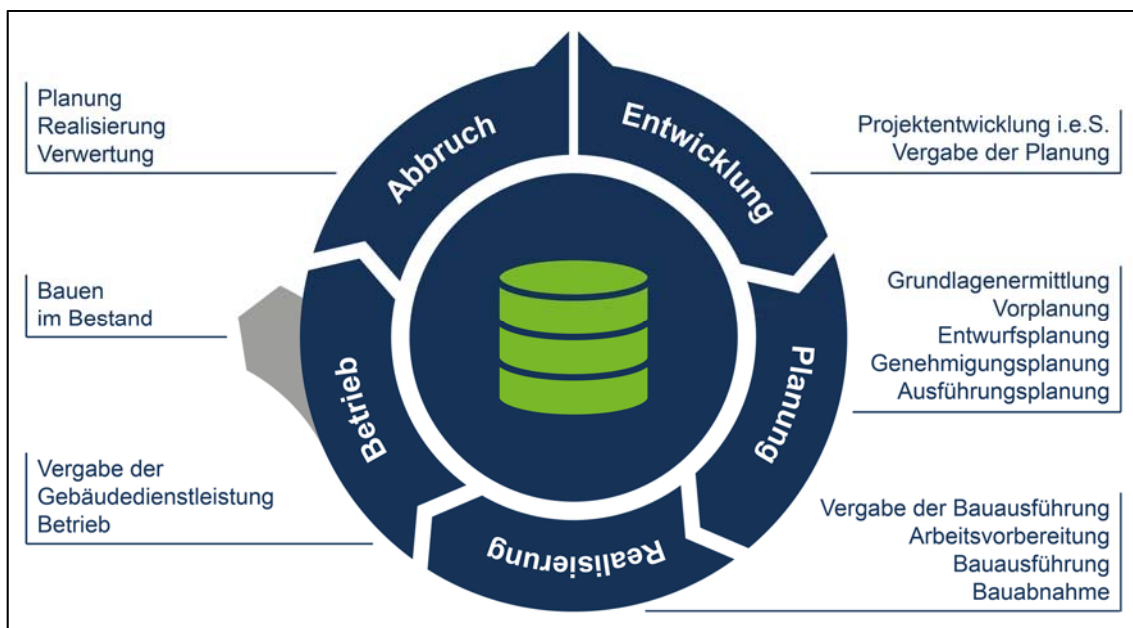 Planung
Realisierung
Verwertung
Abbruch
Entwicklung
Projektentwicklung i.e.S.
Vergabe der Planung
Bauen
im Bestand
Grundlagenermittlung
Vorplanung
Entwurfsplanung
Genehmigungsplanung
Ausführungsplanung
Betrieb
Planung
Vergabe der
Gebäudedienstleistung
Betrieb
Realisierung
Vergabe der Bauausführung
Arbeitsvorbereitung
Bauausführung
Bauabnahme